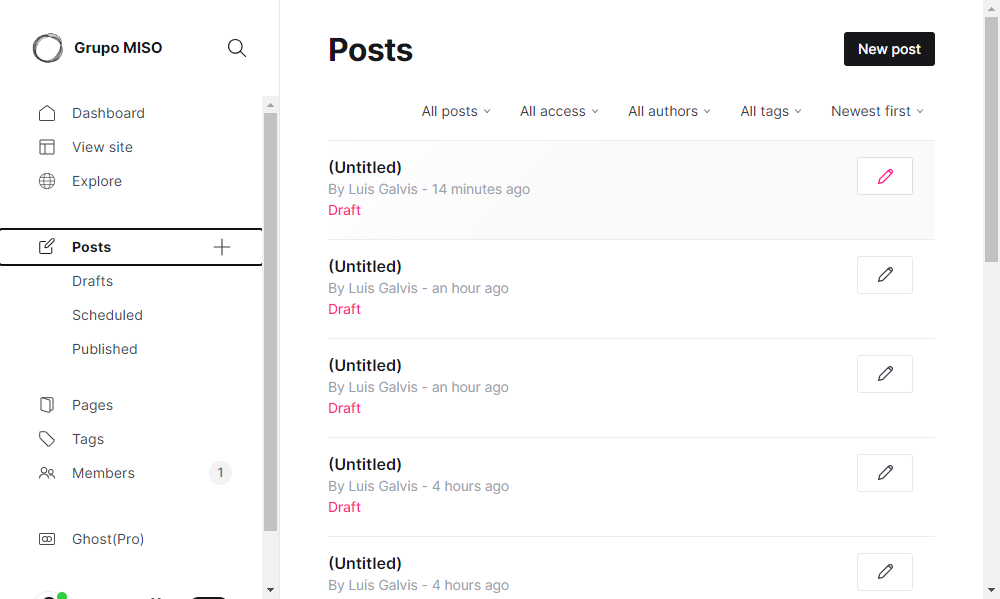 Grupo MISO
Dashboard
View site
Explore
Posts
Drafts
Scheduled
Published
Pages
Tags
Members 1
Ghost(Pro)
Posts
New post
All posts All access All authors All tags Newest first
(Untitled)
By Luis Galvis - 14 minutes ago
Draft
(Untitled)
By Luis Galvis - an hour ago
Draft
(Untitled)
By Luis Galvis - an hour ago
Draft
(Untitled)
By Luis Galvis - 4 hours ago
Draft
(Untitled)
By Luis Galvis - 4 hours ago